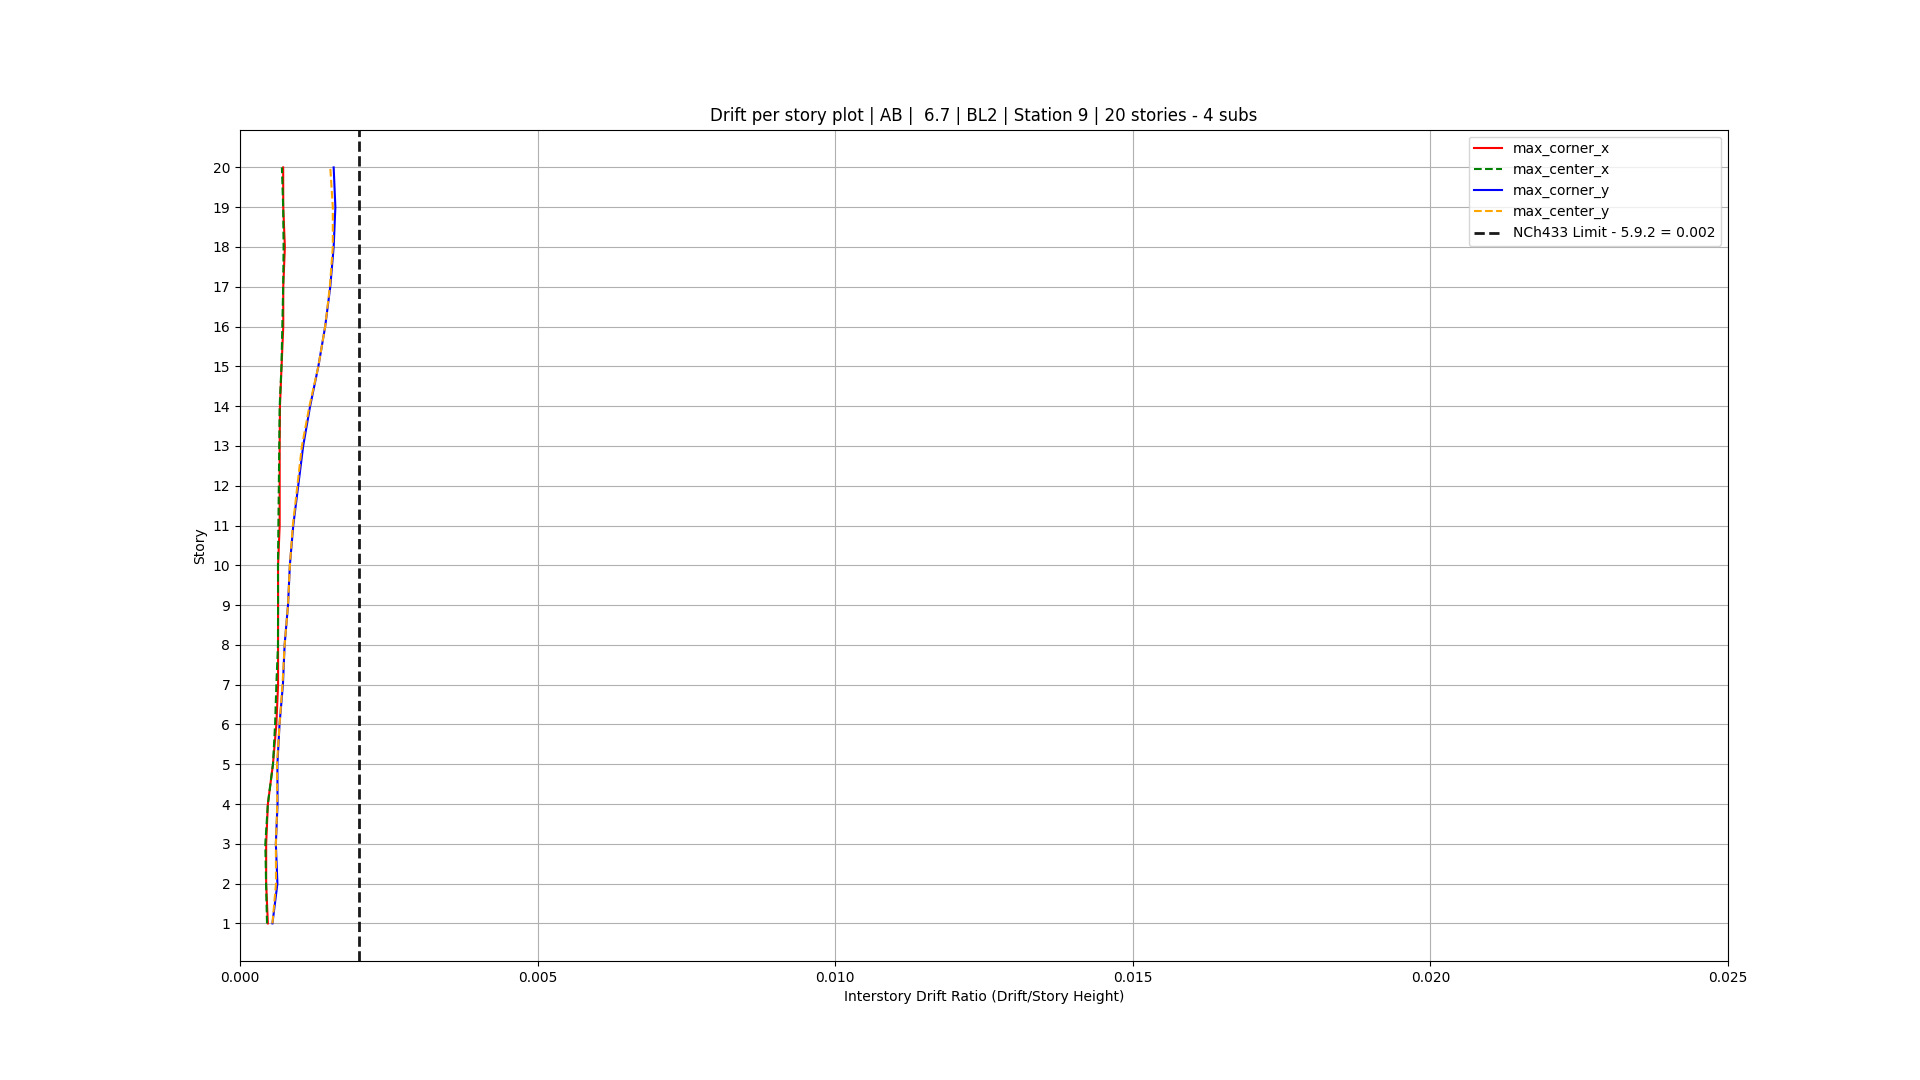 Drift per story plot | AB |  6.7 | BL2 | Station 9 | 20 stories - 4 subs
max_corner_x
max_center_x
max_corner_y
max_center_y
NCh433 Limit - 5.9.2 = 0.002
Story
20
19
18
17
16
15
14
13
12
11
10
9
8
7
6
5
4
3
2
1
0.000 0.005 0.010 0.015 0.020 0.025
Interstory Drift Ratio (Drift/Story Height)